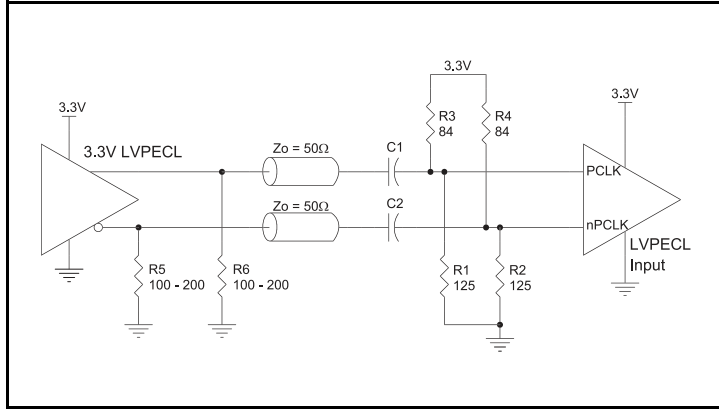 3.3V
3.3V LVPECL
R5
100 - 200
R6
100 - 200
Zo = 50Ω
Zo = 50Ω
C1
C2
3.3V
R3
84
R4
84
R1
125
R2
125
3.3V
PCLK
nPCLK
LVPECL
Input